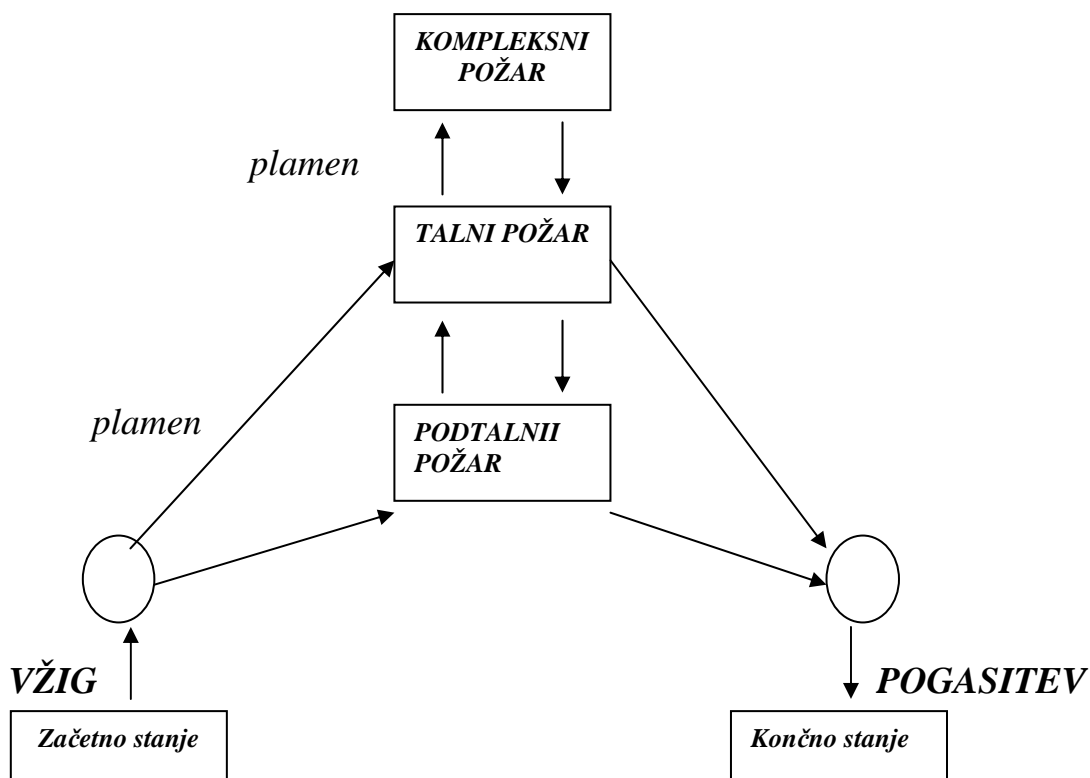 KOMPLEKSNI
POŽAR
plamen
TALNI POŽAR
plamen
PODTALNII
POŽAR
VŽIG
POGASITEV
Začetno stanje
Končno stanje